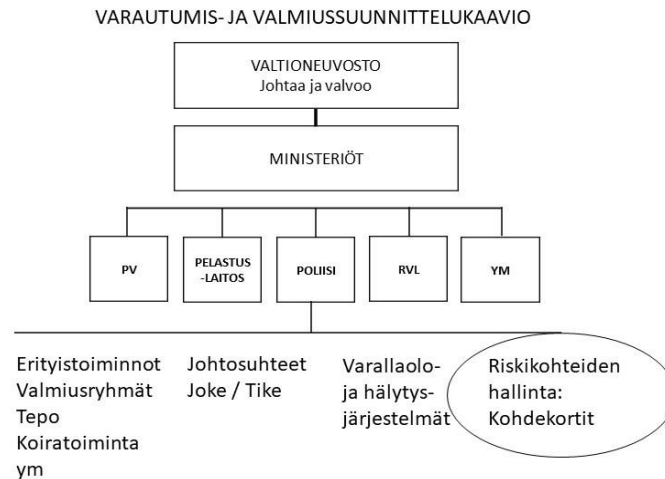 VARAUTUMIS- JA VALMIUSSUUNNITTELUKAAVIO
VALTIONEUVOSTO
Johtaa ja valvoo
MINISTERIÖT
PV
PELASTUS
-LAITOS
POLIISI
RVL
YM
Erityistoiminnot
Valmiusryhmät
Tepo
Koiratoiminta
ym
Johtosuhteet
Joke / Tike
Varallaolo-
ja hälytys-
järjestelmät
Riskikohteiden
hallinta:
Kohdekortit